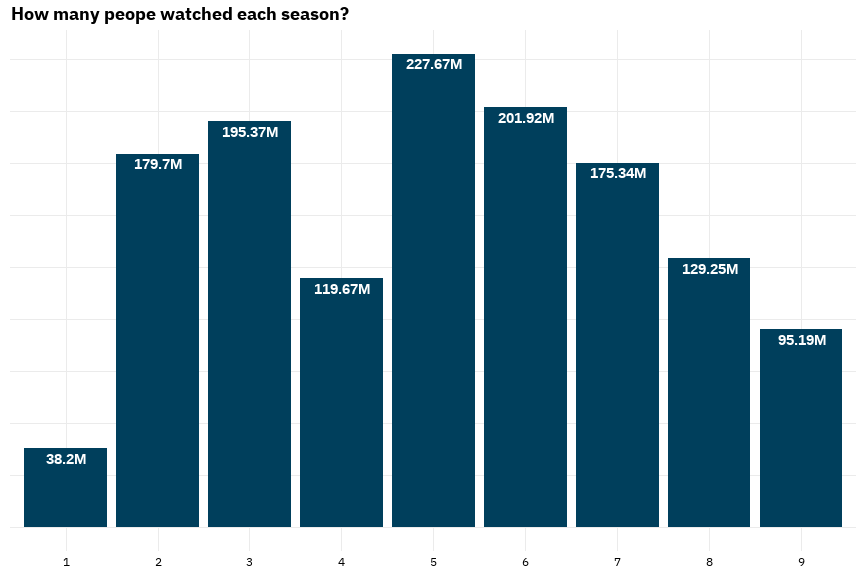 How many peope watched each season?
227.67M
201.92M
195.37M
179.7M
175.34M
119.67M
129.25M
95.19M
38.2M
1 2 3 4 5 6 7 8 9